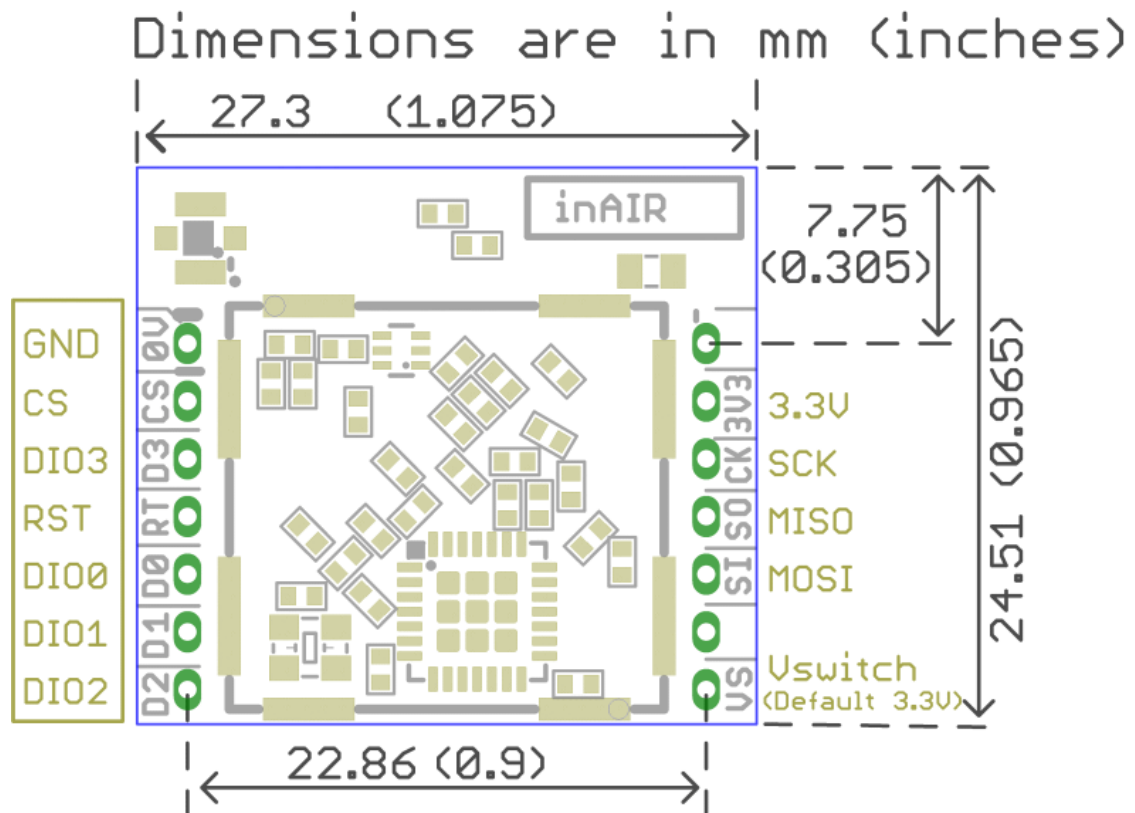 Dimensions are in mm (inches)
27.3 (1.075)
inAIR
7.75
(0.305)
24.51 (0.965)
GND
CS
DIO3
RST
DIO0
DIO1
DIO2
0V
CS
D3
RT
D0
D1
D2
3V3
CK
SO
SI
VS
3.3V
SCK
MISO
MOSI
Vswitch
(Default 3.3V)
22.86 (0.9)